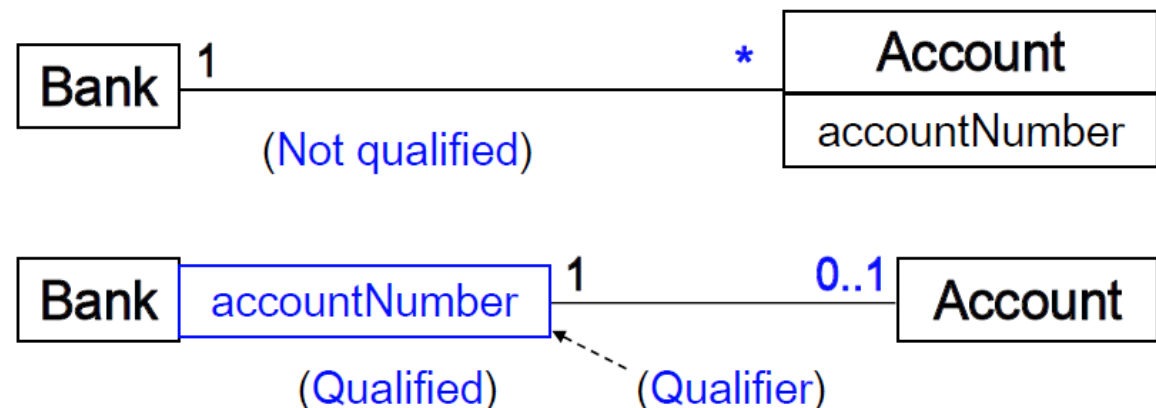 Bank 1 * Account
accountNumber
(Not qualified)
Bank accountNumber 1 0..1 Account
(Qualified) (Qualifier)